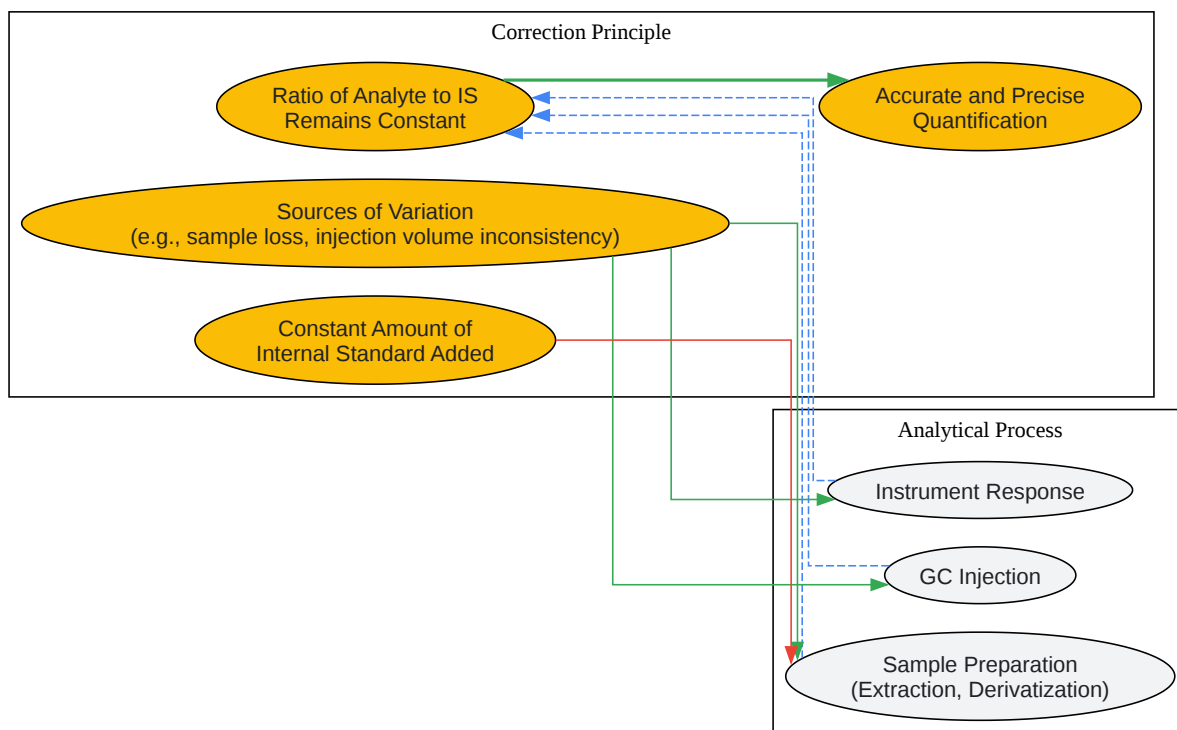 Correction Principle
Ratio of Analyte to IS
Remains Constant
Accurate and Precise
Quantification
Sources of Variation
(e.g., sample loss, injection volume inconsistency)
Constant Amount of
Internal Standard Added
Analytical Process
Instrument Response
GC Injection
Sample Preparation
(Extraction, Derivatization)